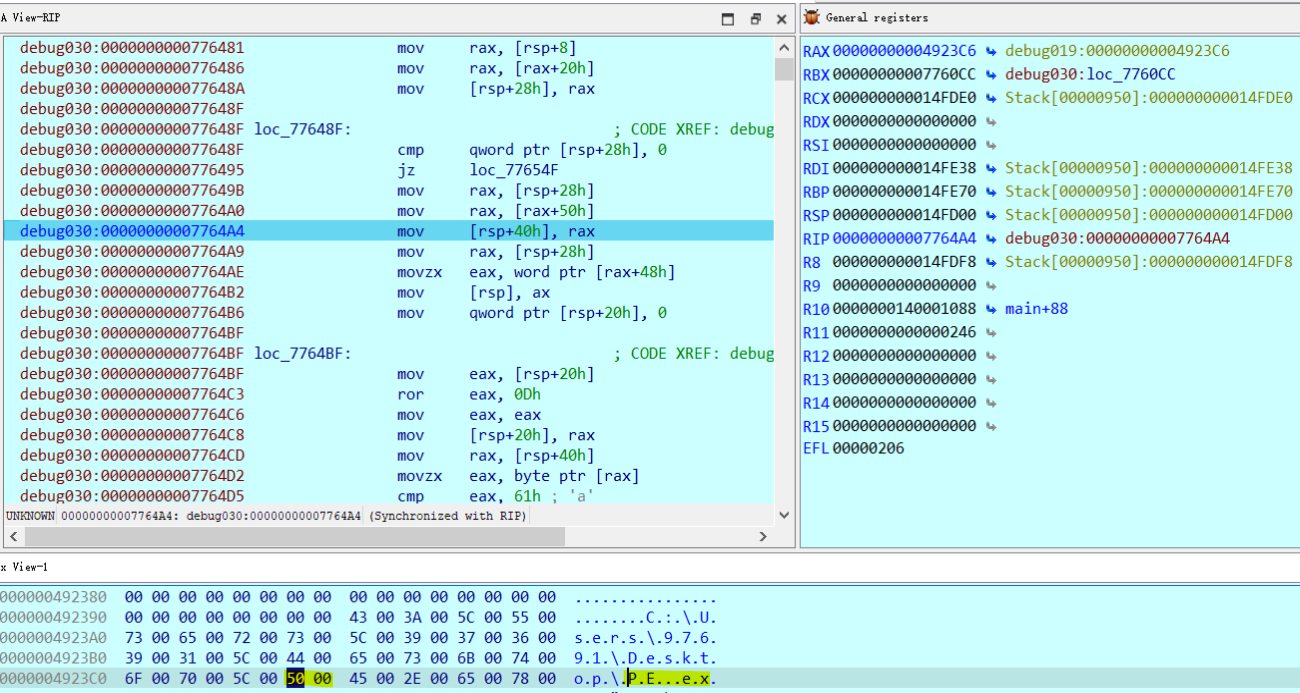 A View-RIP
debug030:0000000000776481 mov rax, [rsp+8]
debug030:0000000000776486 mov rax, [rax+20h]
debug030:000000000077648A mov [rsp+28h], rax
debug030:000000000077648F
debug030:000000000077648F loc_77648F: ; CODE XREF: debug
debug030:000000000077648F cmp qword ptr [rsp+28h], 0
debug030:0000000000776495 jz loc_77654F
debug030:000000000077649B mov rax, [rsp+28h]
debug030:00000000007764A0 mov rax, [rax+50h]
debug030:00000000007764A4 mov [rsp+40h], rax
debug030:00000000007764A9 mov rax, [rsp+28h]
debug030:00000000007764AE movzx eax, word ptr [rax+48h]
debug030:00000000007764B2 mov [rsp], ax
debug030:00000000007764B6 mov qword ptr [rsp+20h], 0
debug030:00000000007764BF
debug030:00000000007764BF loc_7764BF: ; CODE XREF: debug
debug030:00000000007764BF mov eax, [rsp+20h]
debug030:00000000007764C3 ror eax, 0Dh
debug030:00000000007764C6 mov eax, eax
debug030:00000000007764C8 mov [rsp+20h], rax
debug030:00000000007764CD mov rax, [rsp+40h]
debug030:00000000007764D2 movzx eax, byte ptr [rax]
debug030:00000000007764D5 cmp eax, 61h ; 'a'
UNKNOWN 00000000007764A4: debug030:00000000007764A4 (Synchronized with RIP)
General registers
RAX 00000000004923C6 debug019:00000000004923C6
RBX 00000000007760CC debug030:loc_7760CC
RCX 000000000014FDE0 Stack[00000950]:000000000014FDE0
RDX 0000000000000000
RSI 0000000000000000
RDI 000000000014FE38 Stack[00000950]:000000000014FE38
RBP 000000000014FE70 Stack[00000950]:000000000014FE70
RSP 000000000014FD00 Stack[00000950]:000000000014FD00
RIP 00000000007764A4 debug030:00000000007764A4
R8 000000000014FDF8 Stack[00000950]:000000000014FDF8
R9 0000000000000000
R10 0000000140001088 main+88
R11 0000000000000246
R12 0000000000000000
R13 0000000000000000
R14 0000000000000000
R15 0000000000000000
EFL 00000206
x View-1
000000492380 00 00 00 00 00 00 00 00 00 00 00 00 00 00 00 00 ................
000000492390 00 00 00 00 00 00 00 00 43 00 3A 00 5C 00 55 00 ........C.:.\.U.
0000004923A0 73 00 65 00 72 00 73 00 5C 00 39 00 37 00 36 00 s.e.r.s.\.9.7.6.
0000004923B0 39 00 31 00 5C 00 44 00 65 00 73 00 6B 00 74 00 9.1.\.D.e.s.k.t.
0000004923C0 6F 00 70 00 5C 00 50 00 45 00 2E 00 65 00 78 00 o.p.\.P.E...e.x.